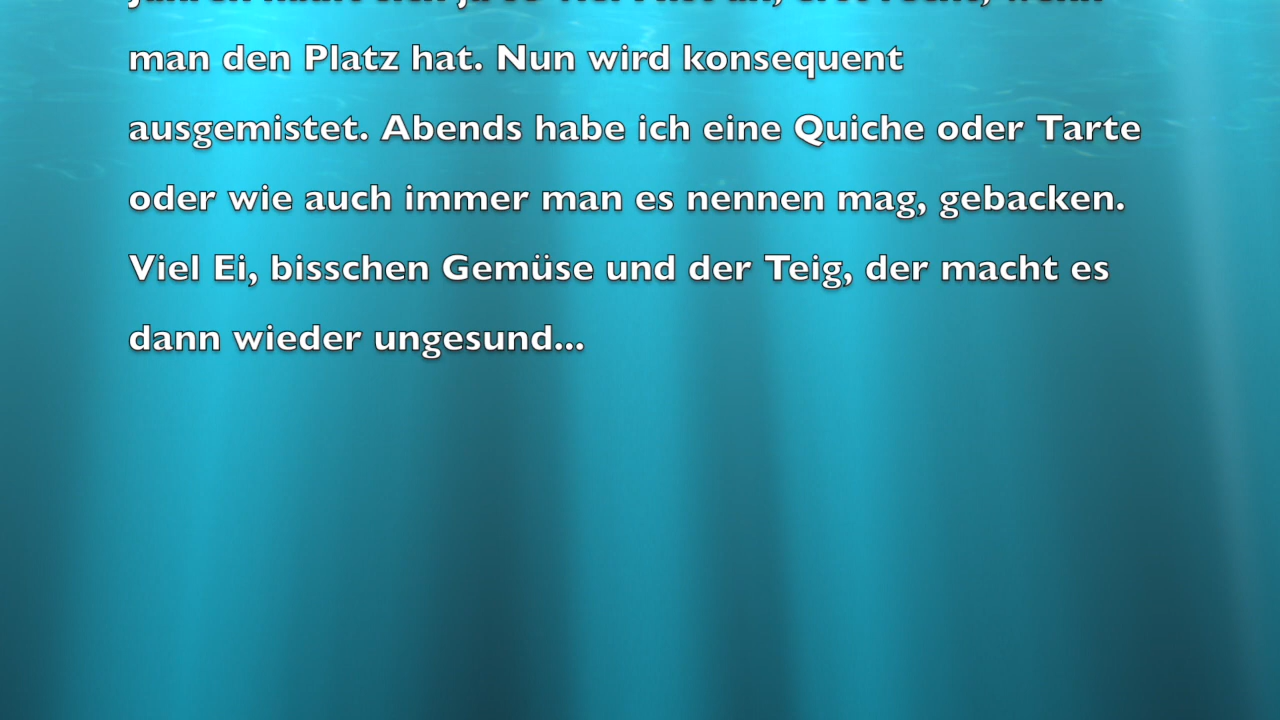 man den Platz hat. Nun wird konsequent
ausgemistet. Abends habe ich eine Quiche oder Tarte
oder wie auch immer man es nennen mag, gebacken.
Viel Ei, bisschen Gemüse und der Teig, der macht es
dann wieder ungesund...